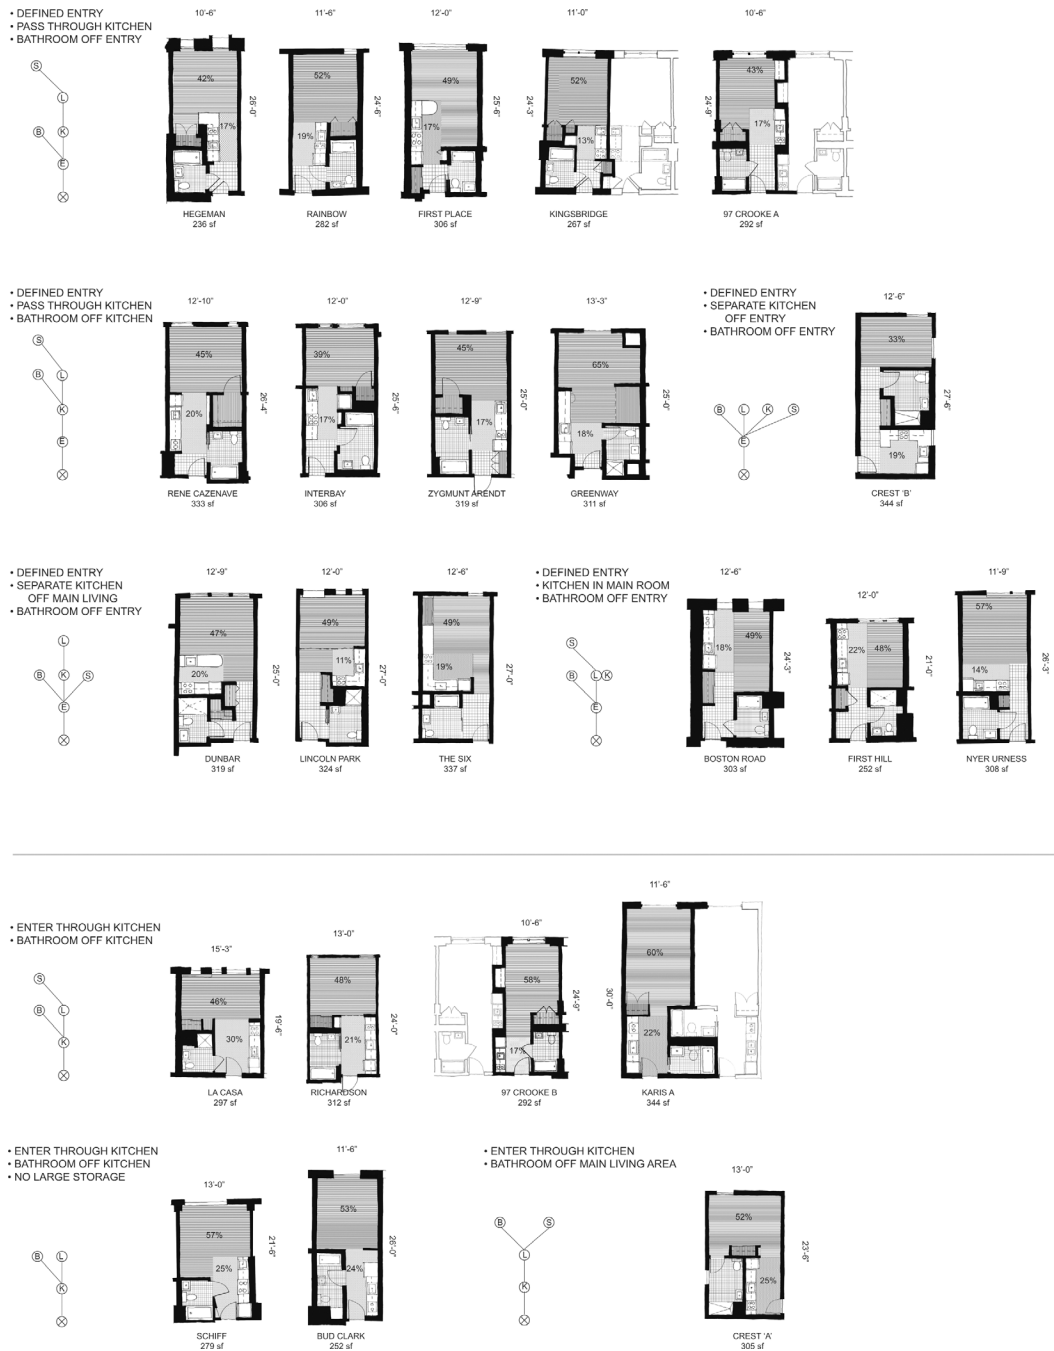 • DEFINED ENTRY
• PASS THROUGH KITCHEN
• BATHROOM OFF ENTRY
S
L
B
K
E
10'-6"
42%
17%
26'-0"
HEGEMAN
236 sf
11'-6"
52%
19%
24'-6"
RAINBOW
282 sf
12'-0"
49%
17%
25'-6"
FIRST PLACE
306 sf
11'-0"
24'-3"
52%
13%
KINGSBRIDGE
267 sf
10'-6"
24'-9"
43%
17%
97 CROOKE A
292 sf
• DEFINED ENTRY
• PASS THROUGH KITCHEN
• BATHROOM OFF KITCHEN
S
B
L
K
E
12'-10"
45%
20%
26'-4"
RENE CAZENAVE
333 sf
12'-0"
39%
17%
25'-6"
INTERBAY
306 sf
12'-9"
45%
17%
25'-0"
ZYGMUNT ARENDT
319 sf
13'-3"
65%
18%
25'-0"
GREENWAY
311 sf
• DEFINED ENTRY
• SEPARATE KITCHEN
OFF ENTRY
• BATHROOM OFF ENTRY
B
L
K
S
E
12'-6"
33%
19%
27'-6"
CREST 'B'
344 sf
• DEFINED ENTRY
• SEPARATE KITCHEN
OFF MAIN LIVING
• BATHROOM OFF ENTRY
L
B
K
S
E
12'-9"
47%
20%
25'-0"
DUNBAR
319 sf
12'-0"
49%
11%
27'-0"
LINCOLN PARK
324 sf
12'-6"
49%
19%
27'-0"
THE SIX
337 sf
• DEFINED ENTRY
• KITCHEN IN MAIN ROOM
• BATHROOM OFF ENTRY
S
B
L
K
E
12'-6"
18%
49%
24'-3"
BOSTON ROAD
303 sf
12'-0"
22%
48%
21'-0"
FIRST HILL
252 sf
11'-9"
57%
14%
26'-3"
NYER URNESS
308 sf
• ENTER THROUGH KITCHEN
• BATHROOM OFF KITCHEN
S
B
L
K
15'-3"
46%
30%
19'-6"
LA CASA
297 sf
13'-0"
48%
21%
24'-0"
RICHARDSON
312 sf
10'-6"
58%
17%
24'-9"
97 CROOKE B
292 sf
11'-6"
30'-0"
60%
22%
KARIS A
344 sf
• ENTER THROUGH KITCHEN
• BATHROOM OFF KITCHEN
• NO LARGE STORAGE
B
L
K
13'-0"
57%
25%
21'-6"
SCHIFF
279 sf
11'-6"
53%
24%
26'-0"
BUD CLARK
252 sf
• ENTER THROUGH KITCHEN
• BATHROOM OFF MAIN LIVING AREA
B
S
L
K
13'-0"
52%
25%
23'-6"
CREST 'A'
305 sf